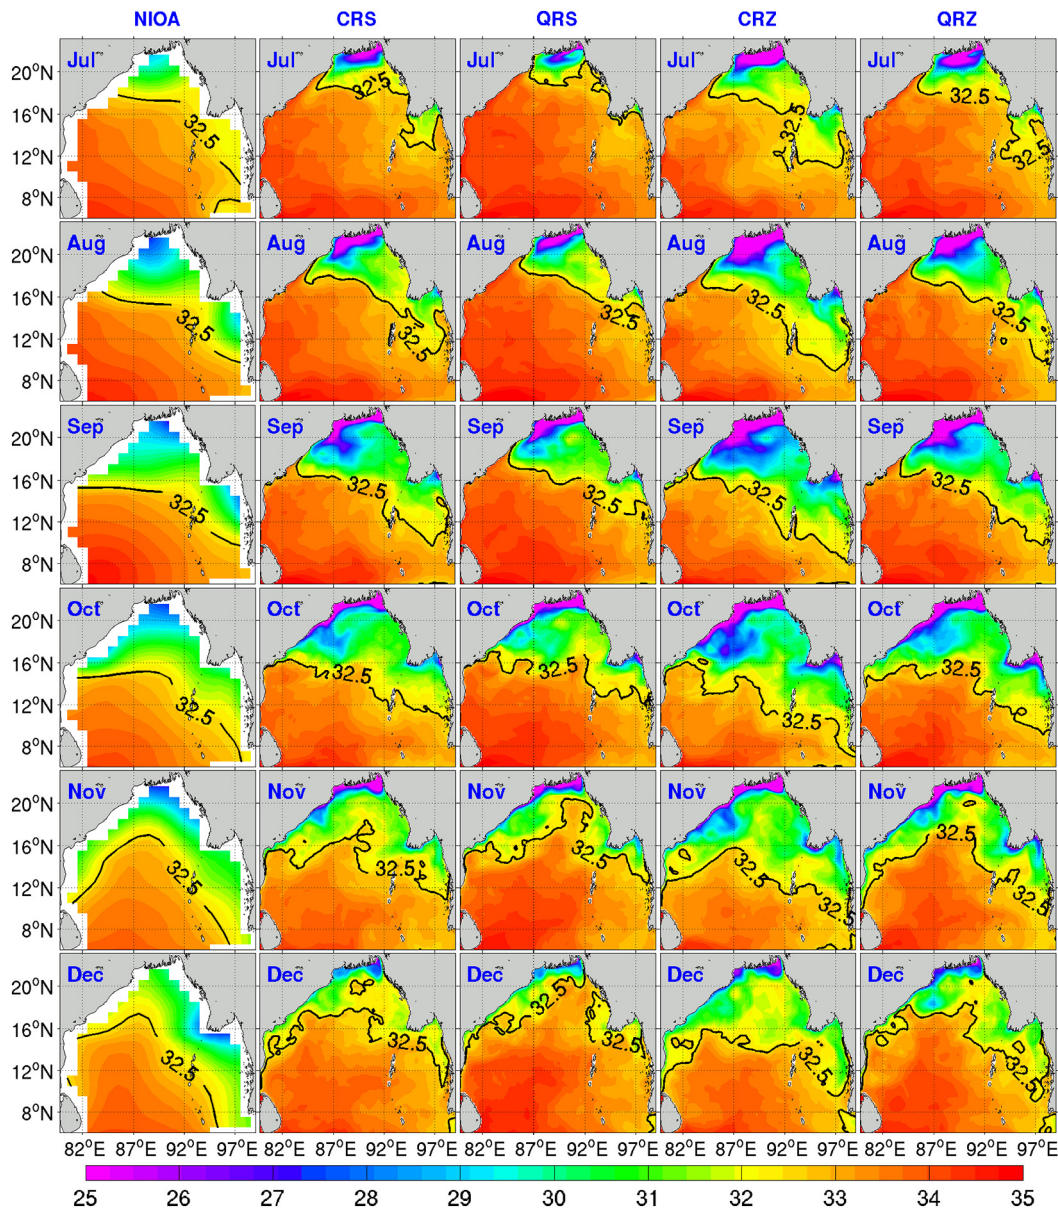 NIOA CRS QRS CRZ QRZ
20°N Jul Jul Jul Jul Jul
16°N 32.5 32.5 32.5 32.5
12°N 32.5
8°N
20°N Aug Aug Aug Aug Aug
16°N 32.5 32.5 32.5 32.5 32.5
12°N
8°N
20°N Sep Sep Sep Sep Sep
16°N 32.5 32.5 32.5 32.5 32.5
12°N
8°N
20°N Oct Oct Oct Oct Oct
16°N 32.5 32.5 32.5 32.5 32.5
12°N
8°N
20°N Nov Nov Nov Nov Nov
16°N 32.5 32.5 32.5 32.5 32.5
12°N 32.5 32.5
8°N
20°N Dec Dec Dec Dec Dec
32.5
16°N 32.5 32.5 32.5 32.5 32.5
12°N
8°N
82°E 87°E 92°E 97°E 82°E 87°E 92°E 97°E 82°E 87°E 92°E 97°E 82°E 87°E 92°E 97°E 82°E 87°E 92°E 97°E
25 26 27 28 29 30 31 32 33 34 35